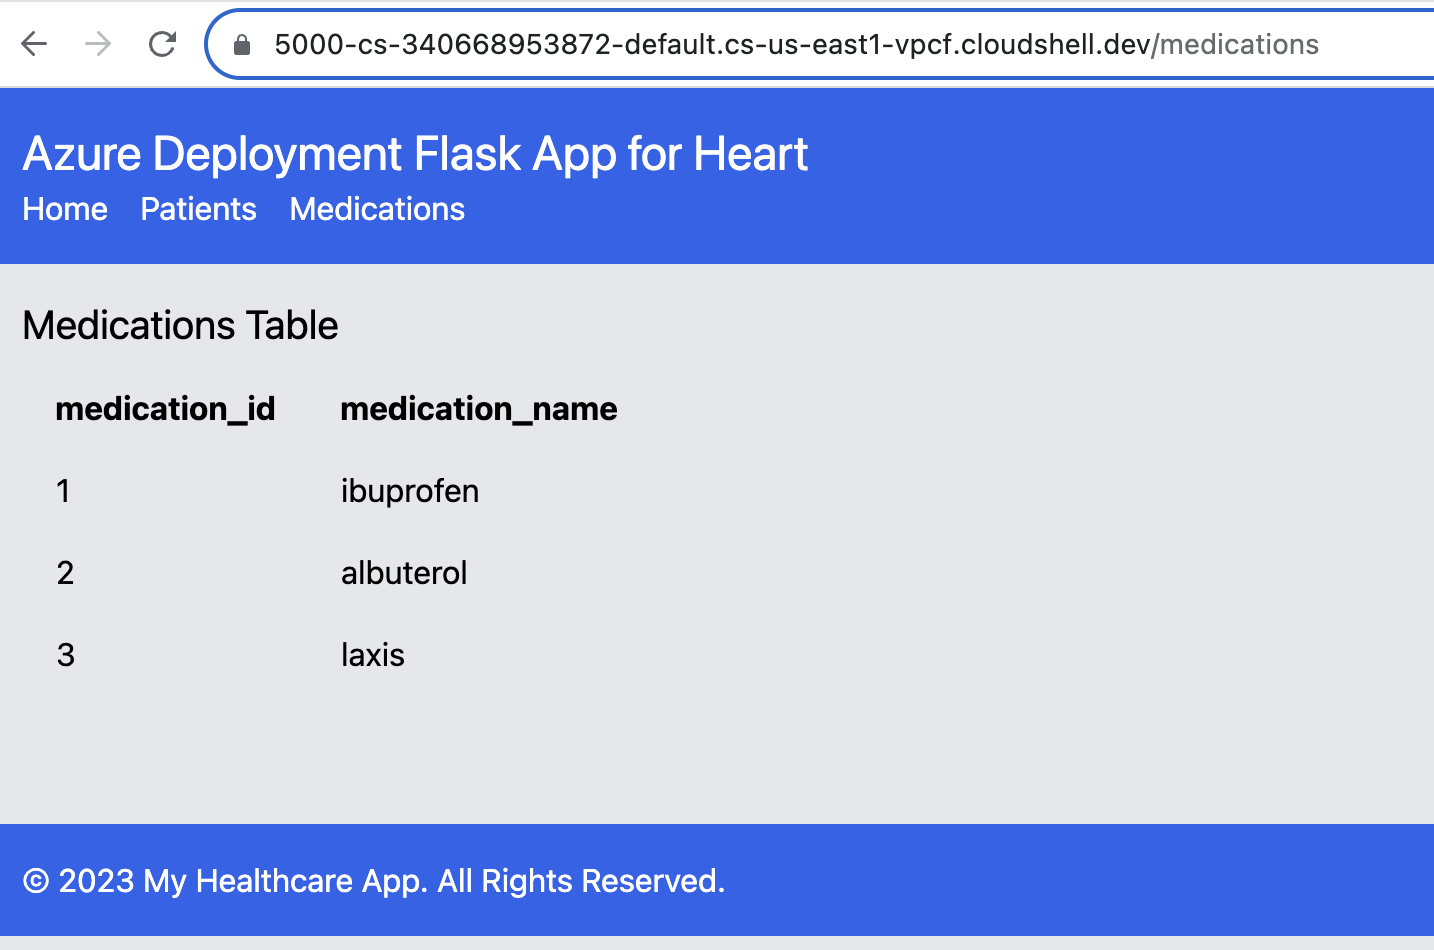 5000-cs-340668953872-default.cs-us-east1-vpcf.cloudshell.dev/medications
Azure Deployment Flask App for Heart
Home Patients Medications
Medications Table
medication_id medication_name
1 ibuprofen
2 albuterol
3 laxis
© 2023 My Healthcare App. All Rights Reserved.